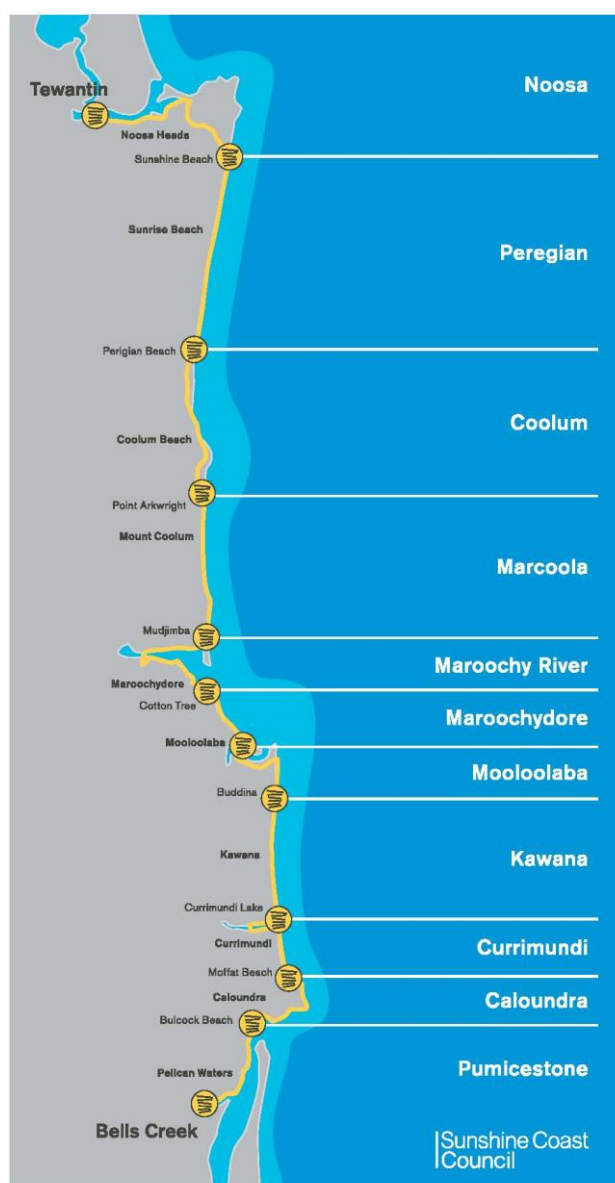 Tewantin
Noosa
Noosa Heads
Sunshine Beach
Sunrise Beach
Peregian
Perigian Beach
Coolum
Coolum Beach
Point Arkwright
Mount Coolum
Marcoola
Mudjimba
Maroochy River
Maroochydore
Cotton Tree
Maroochydore
Mooloolaba
Mooloolaba
Buddina
Kawana
Kawana
Currimundi Lake
Currimundi
Currimundi
Moffat Beach
Caloundra
Caloundra
Bulcock Beach
Pelican Waters
Pumicestone
Bells Creek
Sunshine Coast
Council